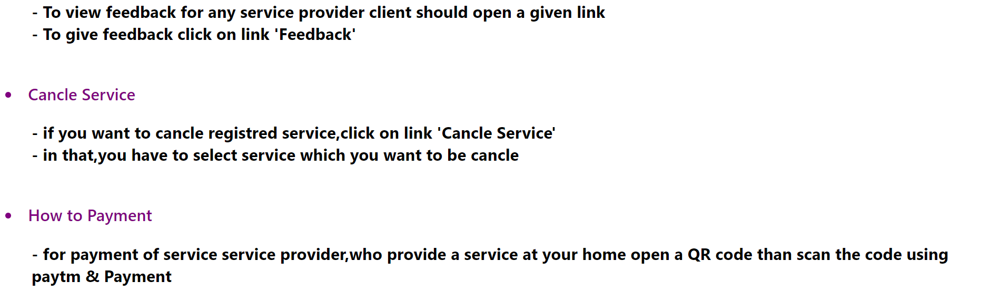 - To view feedback for any service provider client should open a given link
- To give feedback click on link 'Feedback'
• Cancle Service
- if you want to cancle registred service,click on link 'Cancle Service'
- in that,you have to select service which you want to be cancle
• How to Payment
- for payment of service service provider,who provide a service at your home open a QR code than scan the code using
paytm & Payment